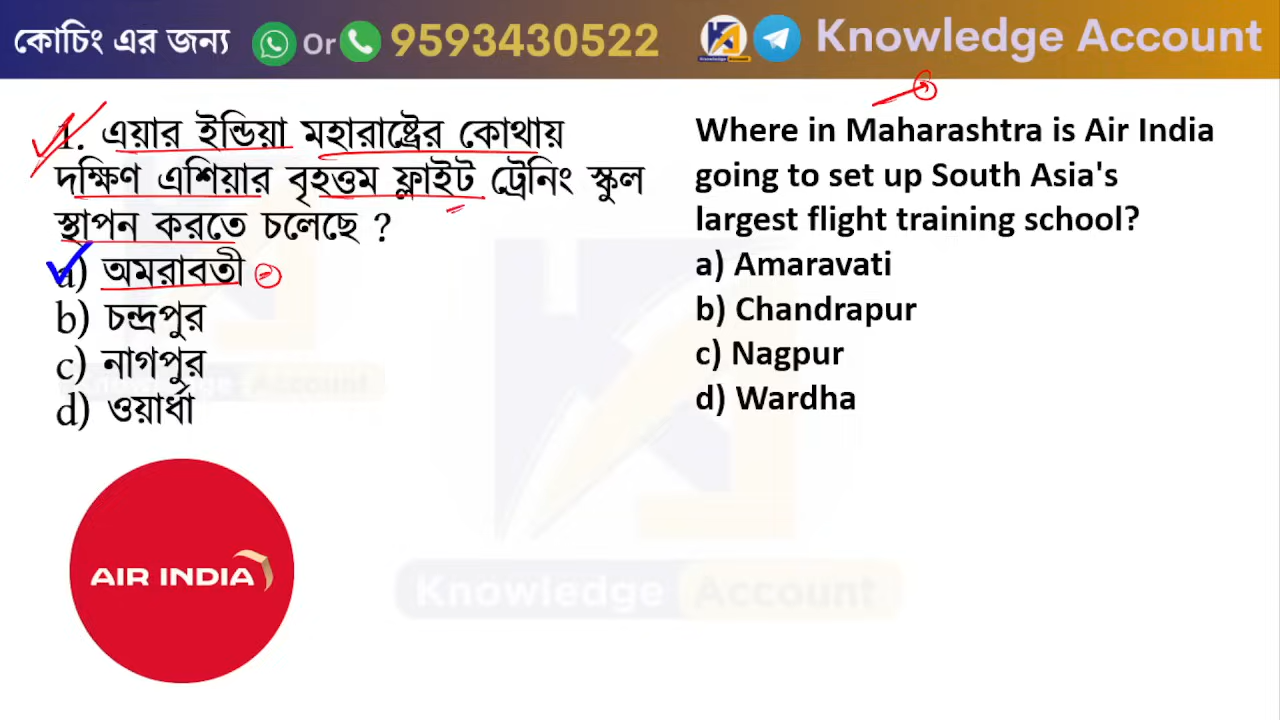 কোচিং এর জন্য Or 9593430522 Knowledge Account
1. এয়ার ইন্ডিয়া মহারাষ্ট্রের কোথায়
দক্ষিণ এশিয়ার বৃহত্তম ফ্লাইট ট্রেনিং স্কুল
স্থাপন করতে চলেছে ?
a) অমরাবতী
b) চন্দ্রপুর
c) নাগপুর
d) ওয়ার্ধা
Where in Maharashtra is Air India
going to set up South Asia's
largest flight training school?
a) Amaravati
b) Chandrapur
c) Nagpur
d) Wardha
AIR INDIA
Knowledge Account
Knowledge Account